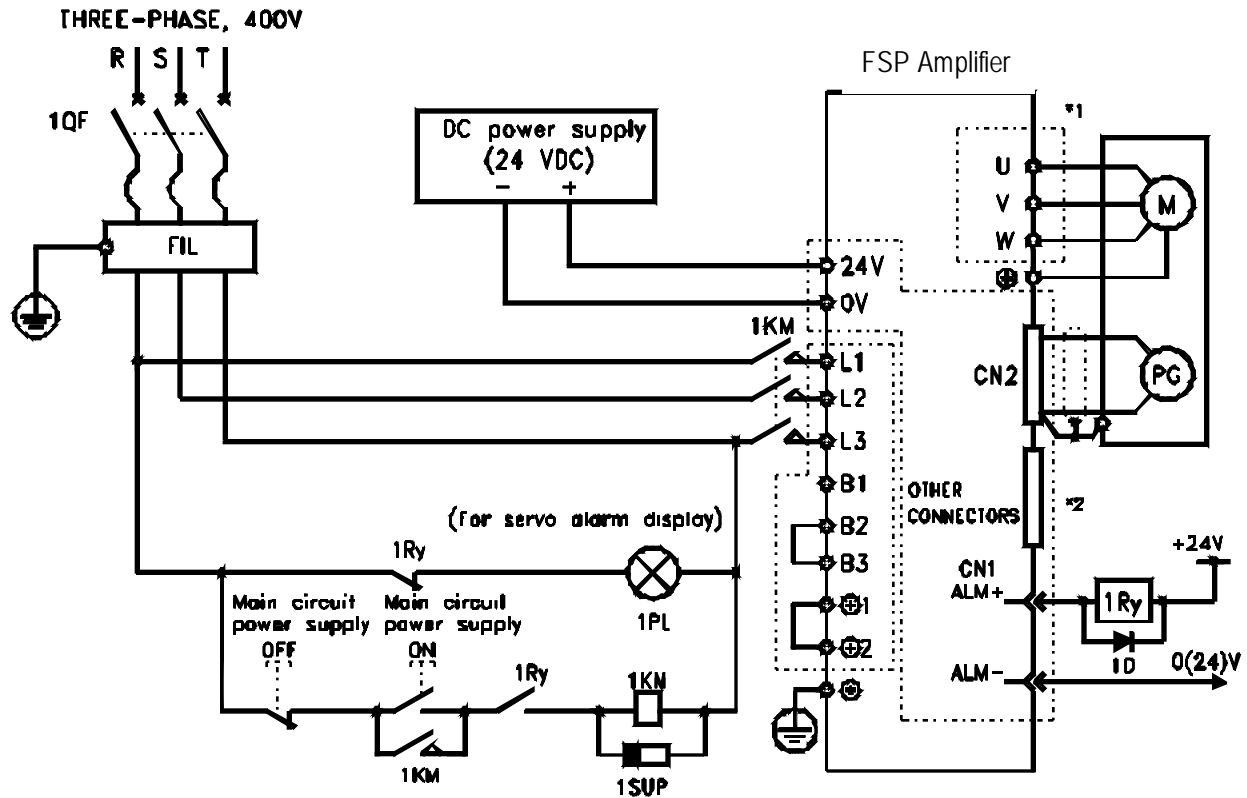 THREE-PHASE, 400V
R S T
1QF
FIL
DC power supply
(24 VDC)
- +
FSP Amplifier
*1
U
V
W
M
24V
0V
1KM
L1
L2
L3
CN2
PG
B1
B2
B3
OTHER
CONNECTORS
*2
(For servo alarm display)
1Ry
1PL
Main circuit
power supply
OFF
Main circuit
power supply
ON
1Ry
1KM
1KM
1SUP
1
2
CN1
ALM+
ALM-
+24V
1Ry
1D
0(24)V